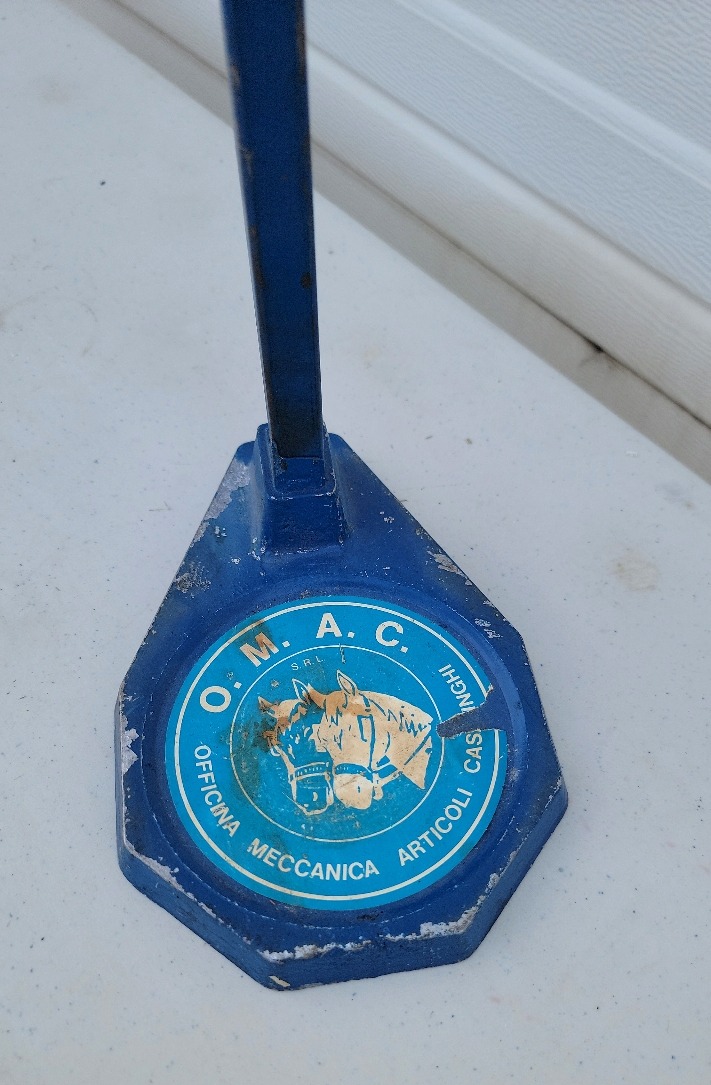 O. M. A. C.
S.R.L.
OFFICINA MECCANICA ARTICOLI